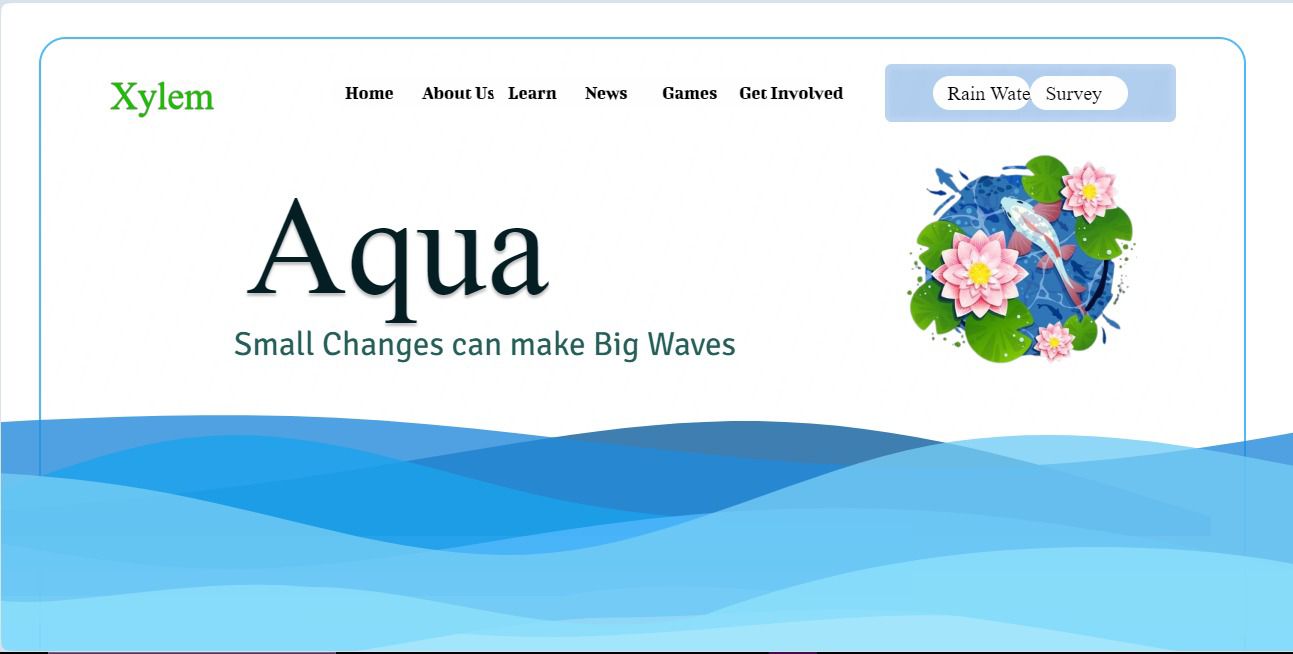 Xylem
Home About Us Learn News Games Get Involved
Rain Wate Survey
Aqua
Small Changes can make Big Waves